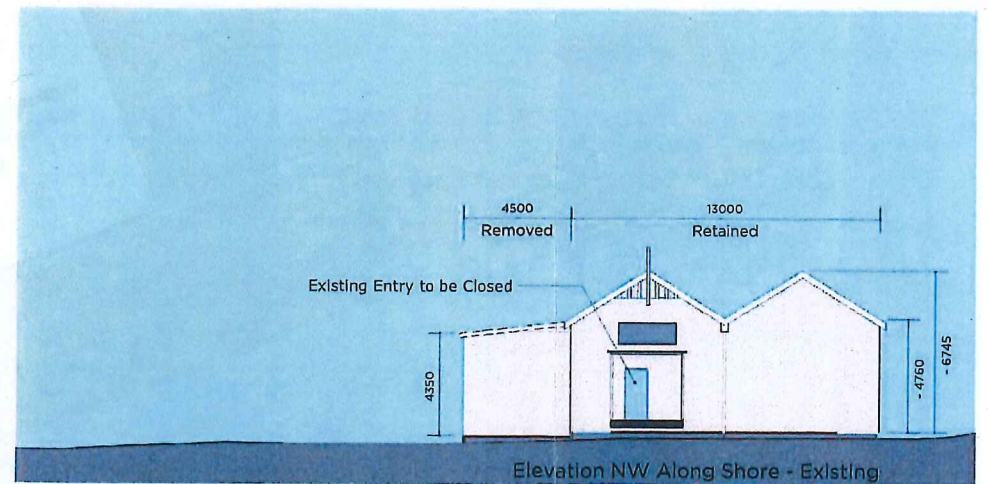 4500
Removed
13000
Retained
Existing Entry to be Closed
4350
- 4760
- 6745
Elevation NW Along Shore - Existing